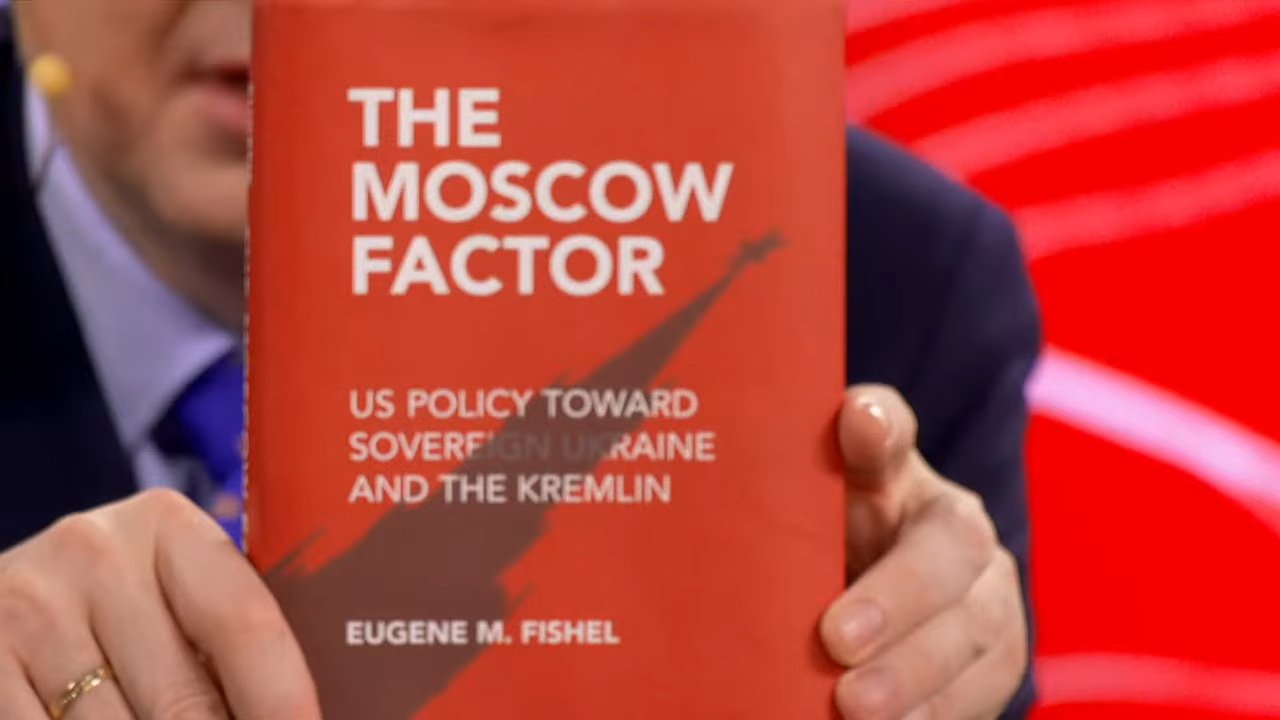 THE
MOSCOW
FACTOR
US POLICY TOWARD
SOVEREIGN UKRAINE
AND THE KREMLIN
EUGENE M. FISHEL